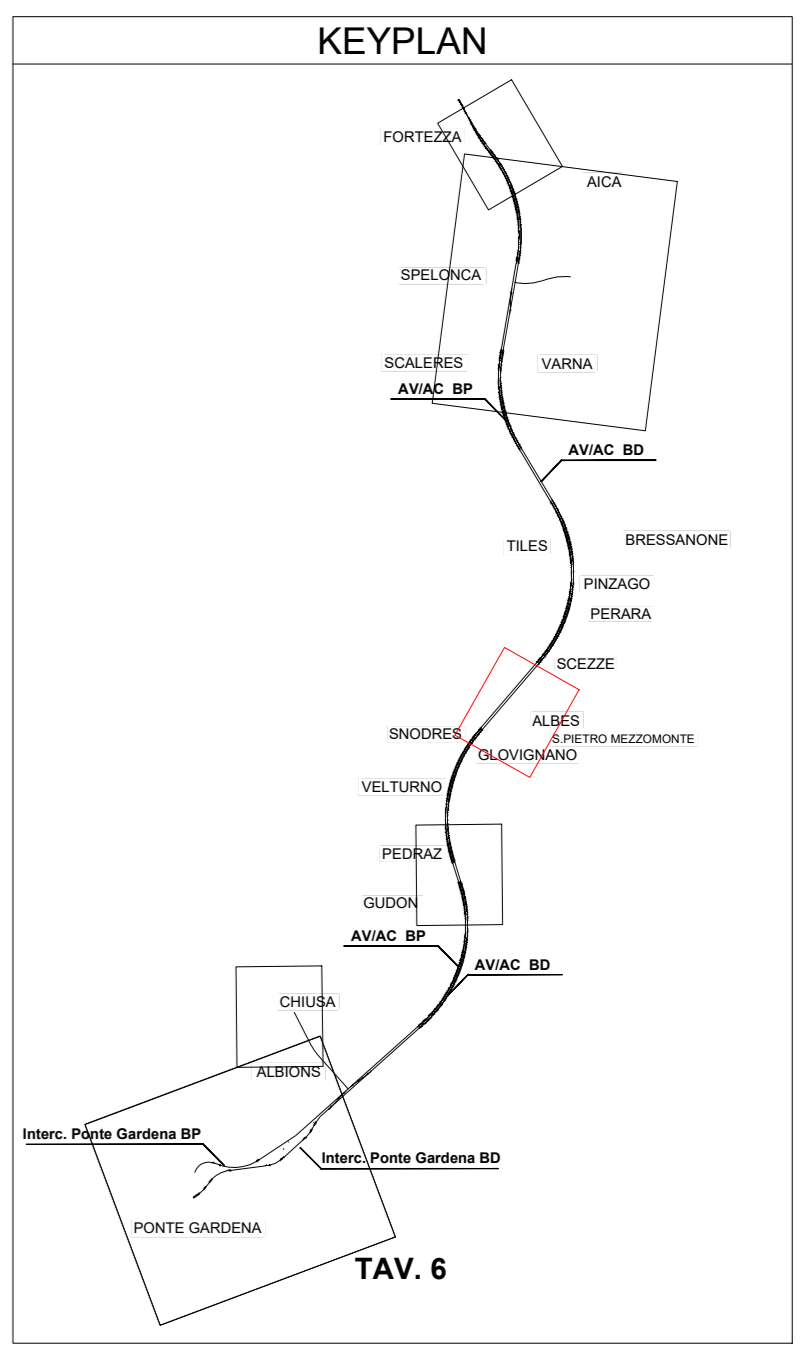 KEYPLAN
FORTEZZA
AICA
SPELONCA
SCALERES
VARNA
AV/AC BP
AV/AC BD
TILES
BRESSANONE
PINZAGO
PERARA
SCEZZE
ALBES
SNODRES
S.PIETRO MEZZOMONTE
GLOVIGNANO
VELTURNO
PEDRAZ
GUDON
AV/AC BP
AV/AC BD
CHIUSA
ALBIONS
Interc. Ponte Gardena BP
Interc. Ponte Gardena BD
PONTE GARDENA
TAV. 6